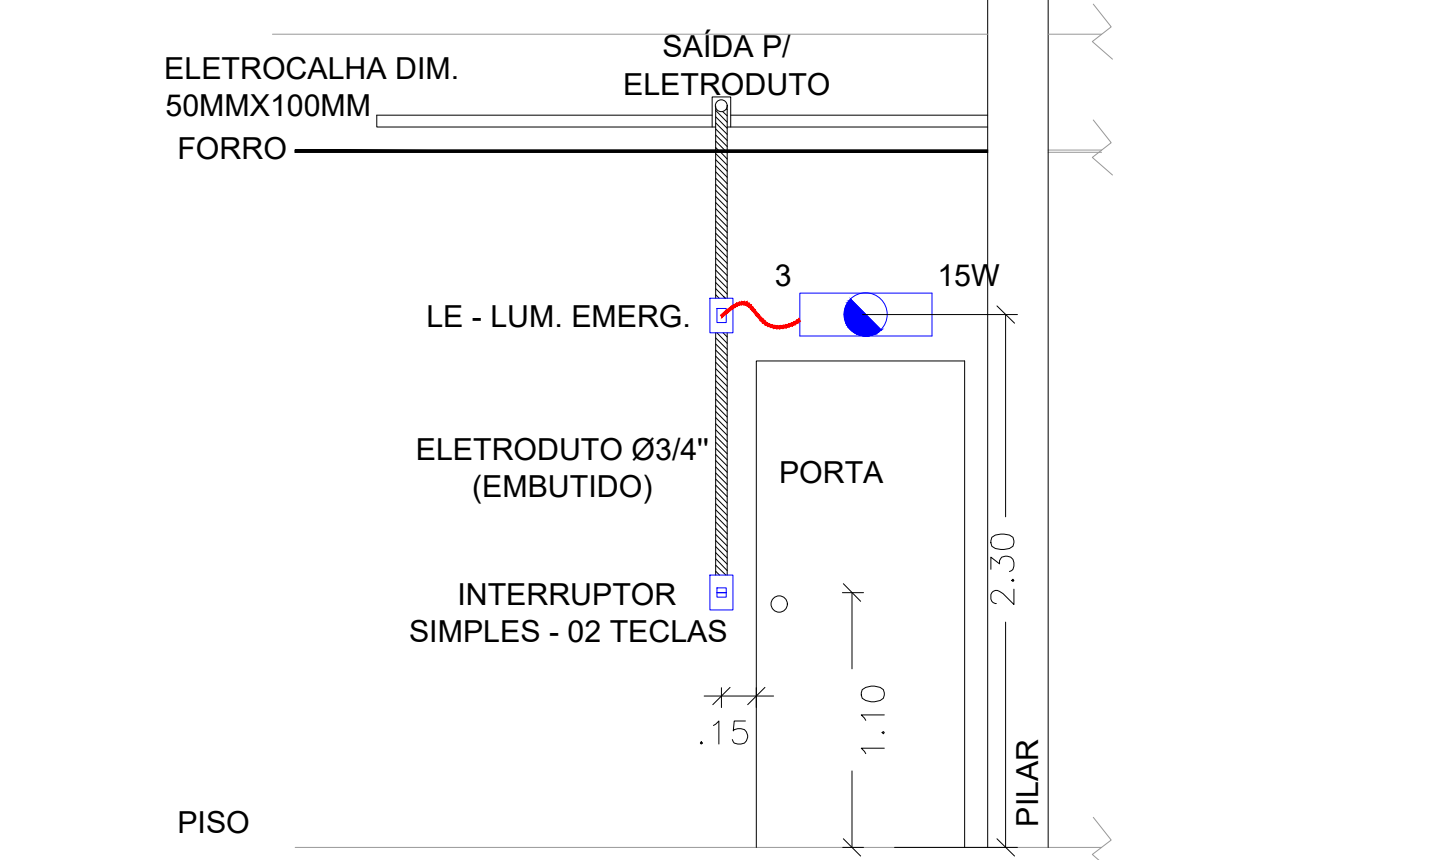 SAÍDA P/
ELETRODUTO
ELETROCALHA DIM.
50MMX100MM
FORRO
3
15W
LE - LUM. EMERG.
ELETRODUTO Ø3/4"
(EMBUTIDO)
PORTA
2.30
INTERRUPTOR
SIMPLES - 02 TECLAS
.15
1.10
PILAR
PISO